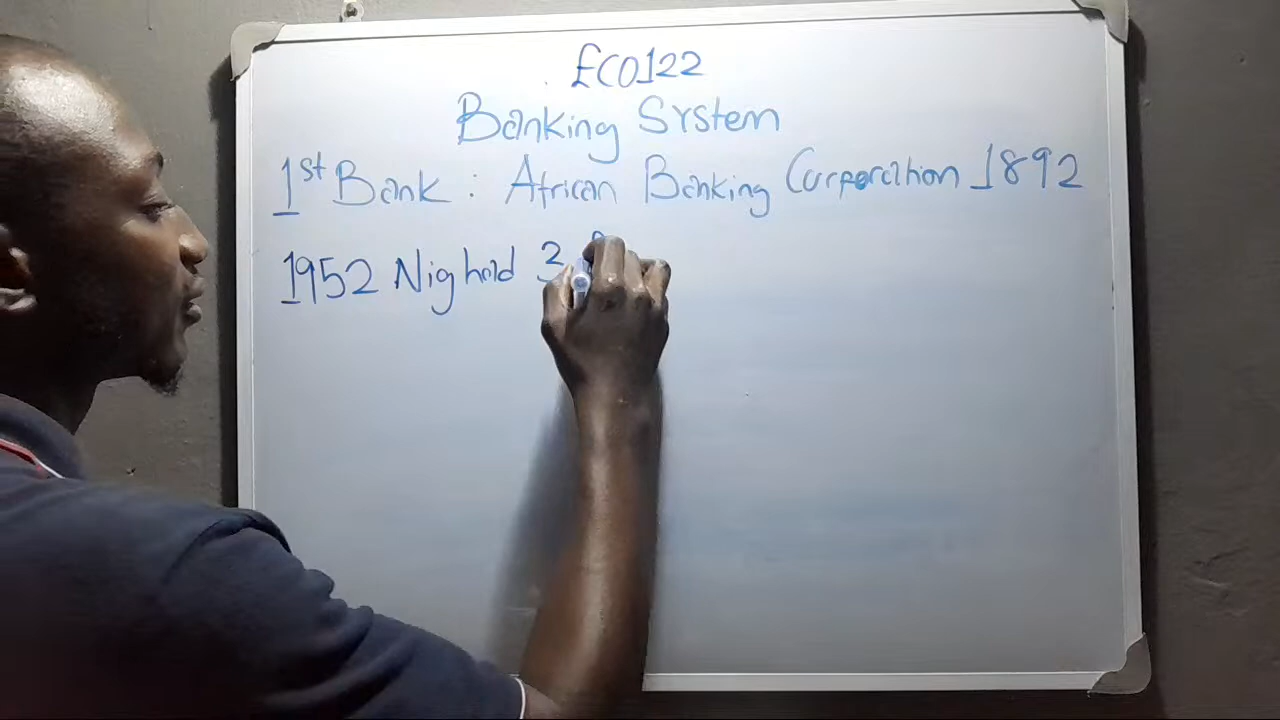 ECO122
Banking System
1st Bank : African Banking Corporation 1892
1952 Nig had 3